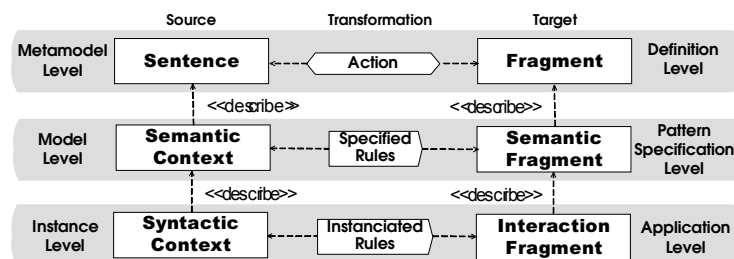 Source Transformation Target
Metamodel Level Sentence Action Fragment Definition Level
<<describe>> <<describe>>
Model Level Semantic Context Specified Rules Semantic Fragment Pattern Specification Level
<<describe>> <<describe>>
Instance Level Syntactic Context Instanciated Rules Interaction Fragment Application Level